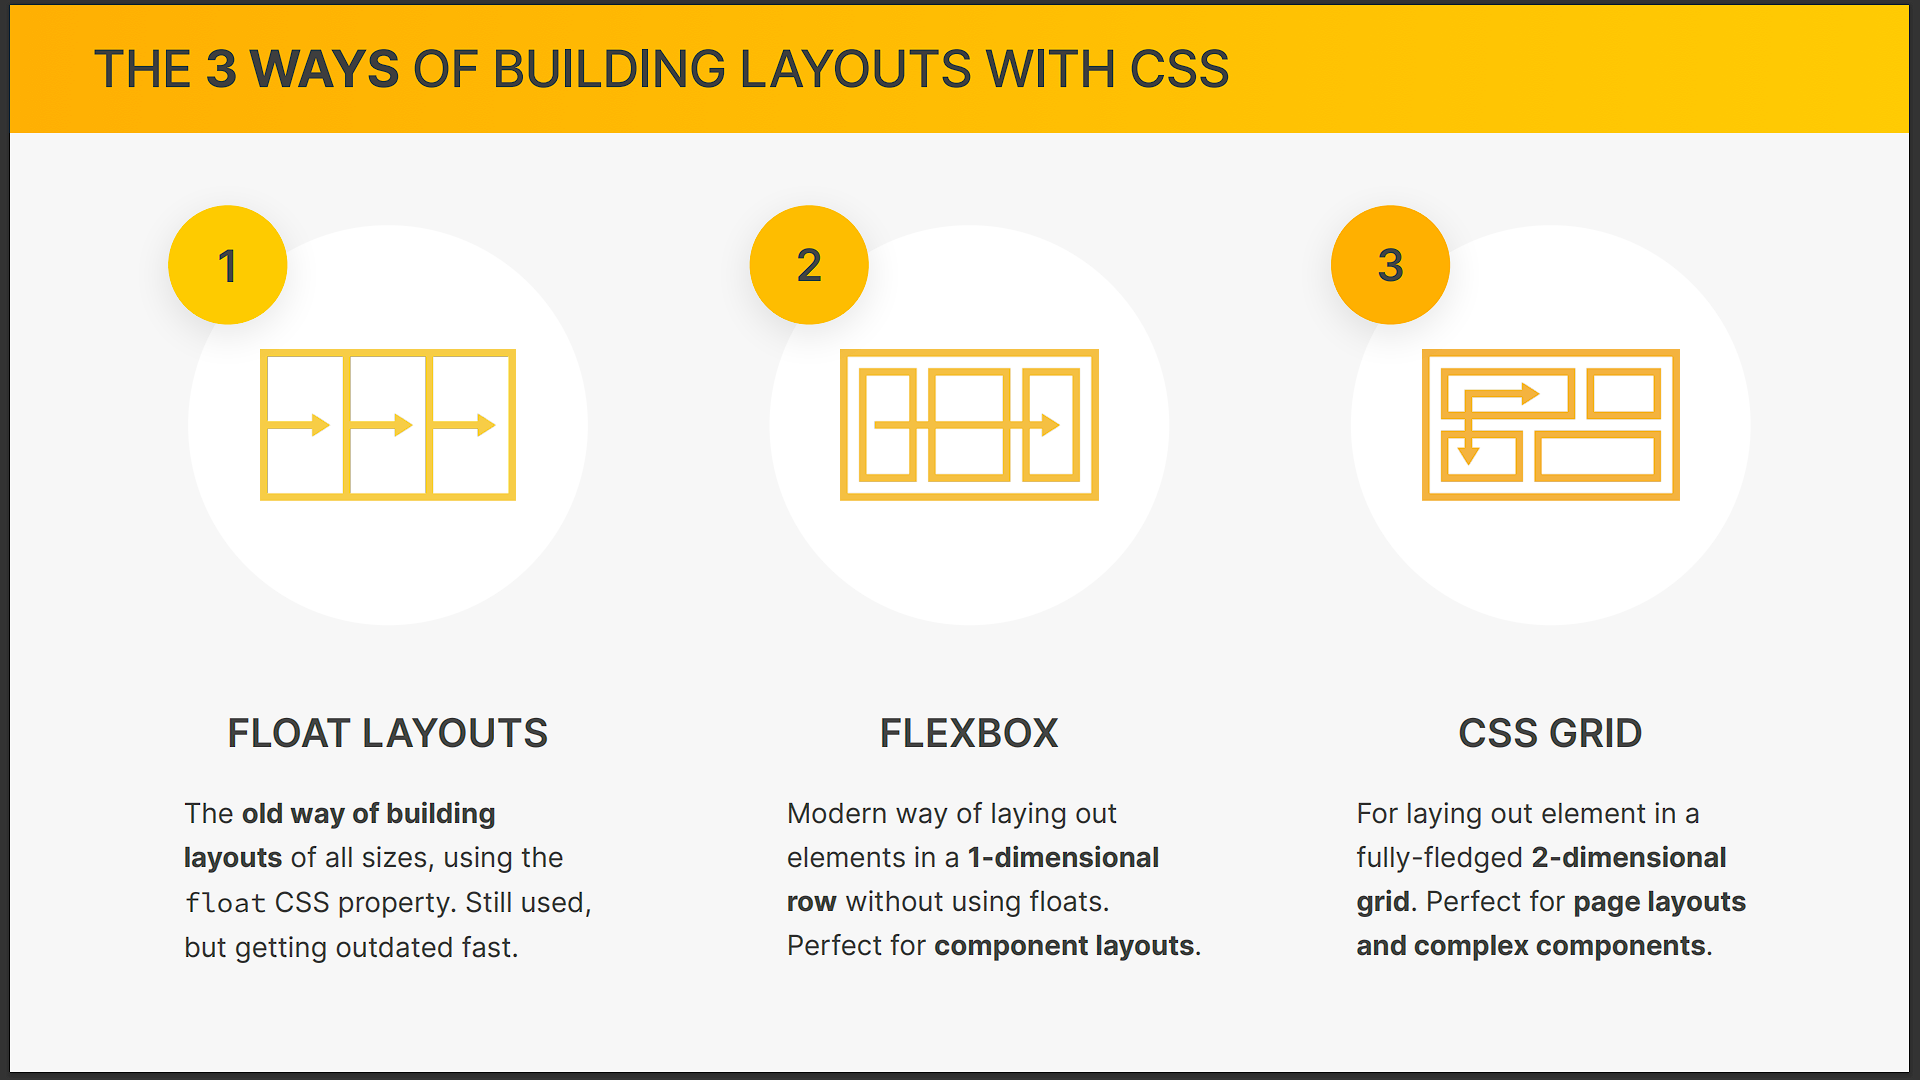 THE 3 WAYS OF BUILDING LAYOUTS WITH CSS
1
FLOAT LAYOUTS
The old way of building
layouts of all sizes, using the
float CSS property. Still used,
but getting outdated fast.
2
FLEXBOX
Modern way of laying out
elements in a 1-dimensional
row without using floats.
Perfect for component layouts.
3
CSS GRID
For laying out element in a
fully-fledged 2-dimensional
grid. Perfect for page layouts
and complex components.